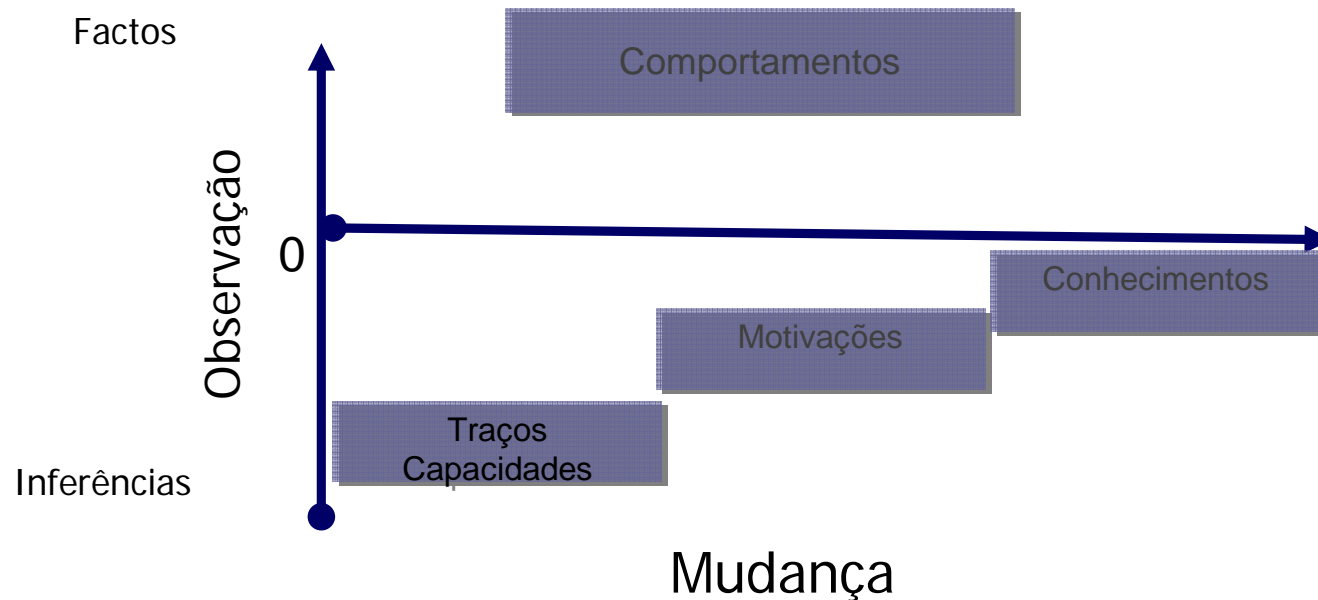 Factos
Comportamentos
Observação
0
Conhecimentos
Motivações
Traços
Capacidades
Inferências
Mudança